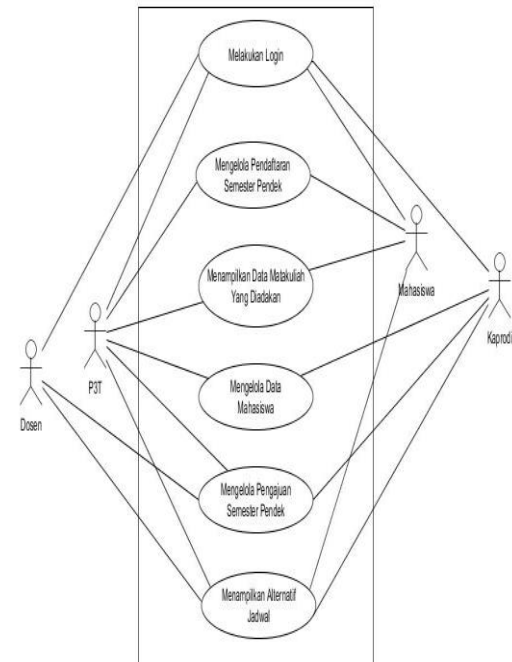 Melakukan Login
Mengelola Pendaftaran
Semester Pendek
Menampilkan Data Matakuliah
Yang Diadakan
Mahasiswa
Kaprodi
P3T
Mengelola Data
Mahasiswa
Dosen
Mengelola Pengajuan
Semester Pendek
Menampilkan Alternatif
Jadwal